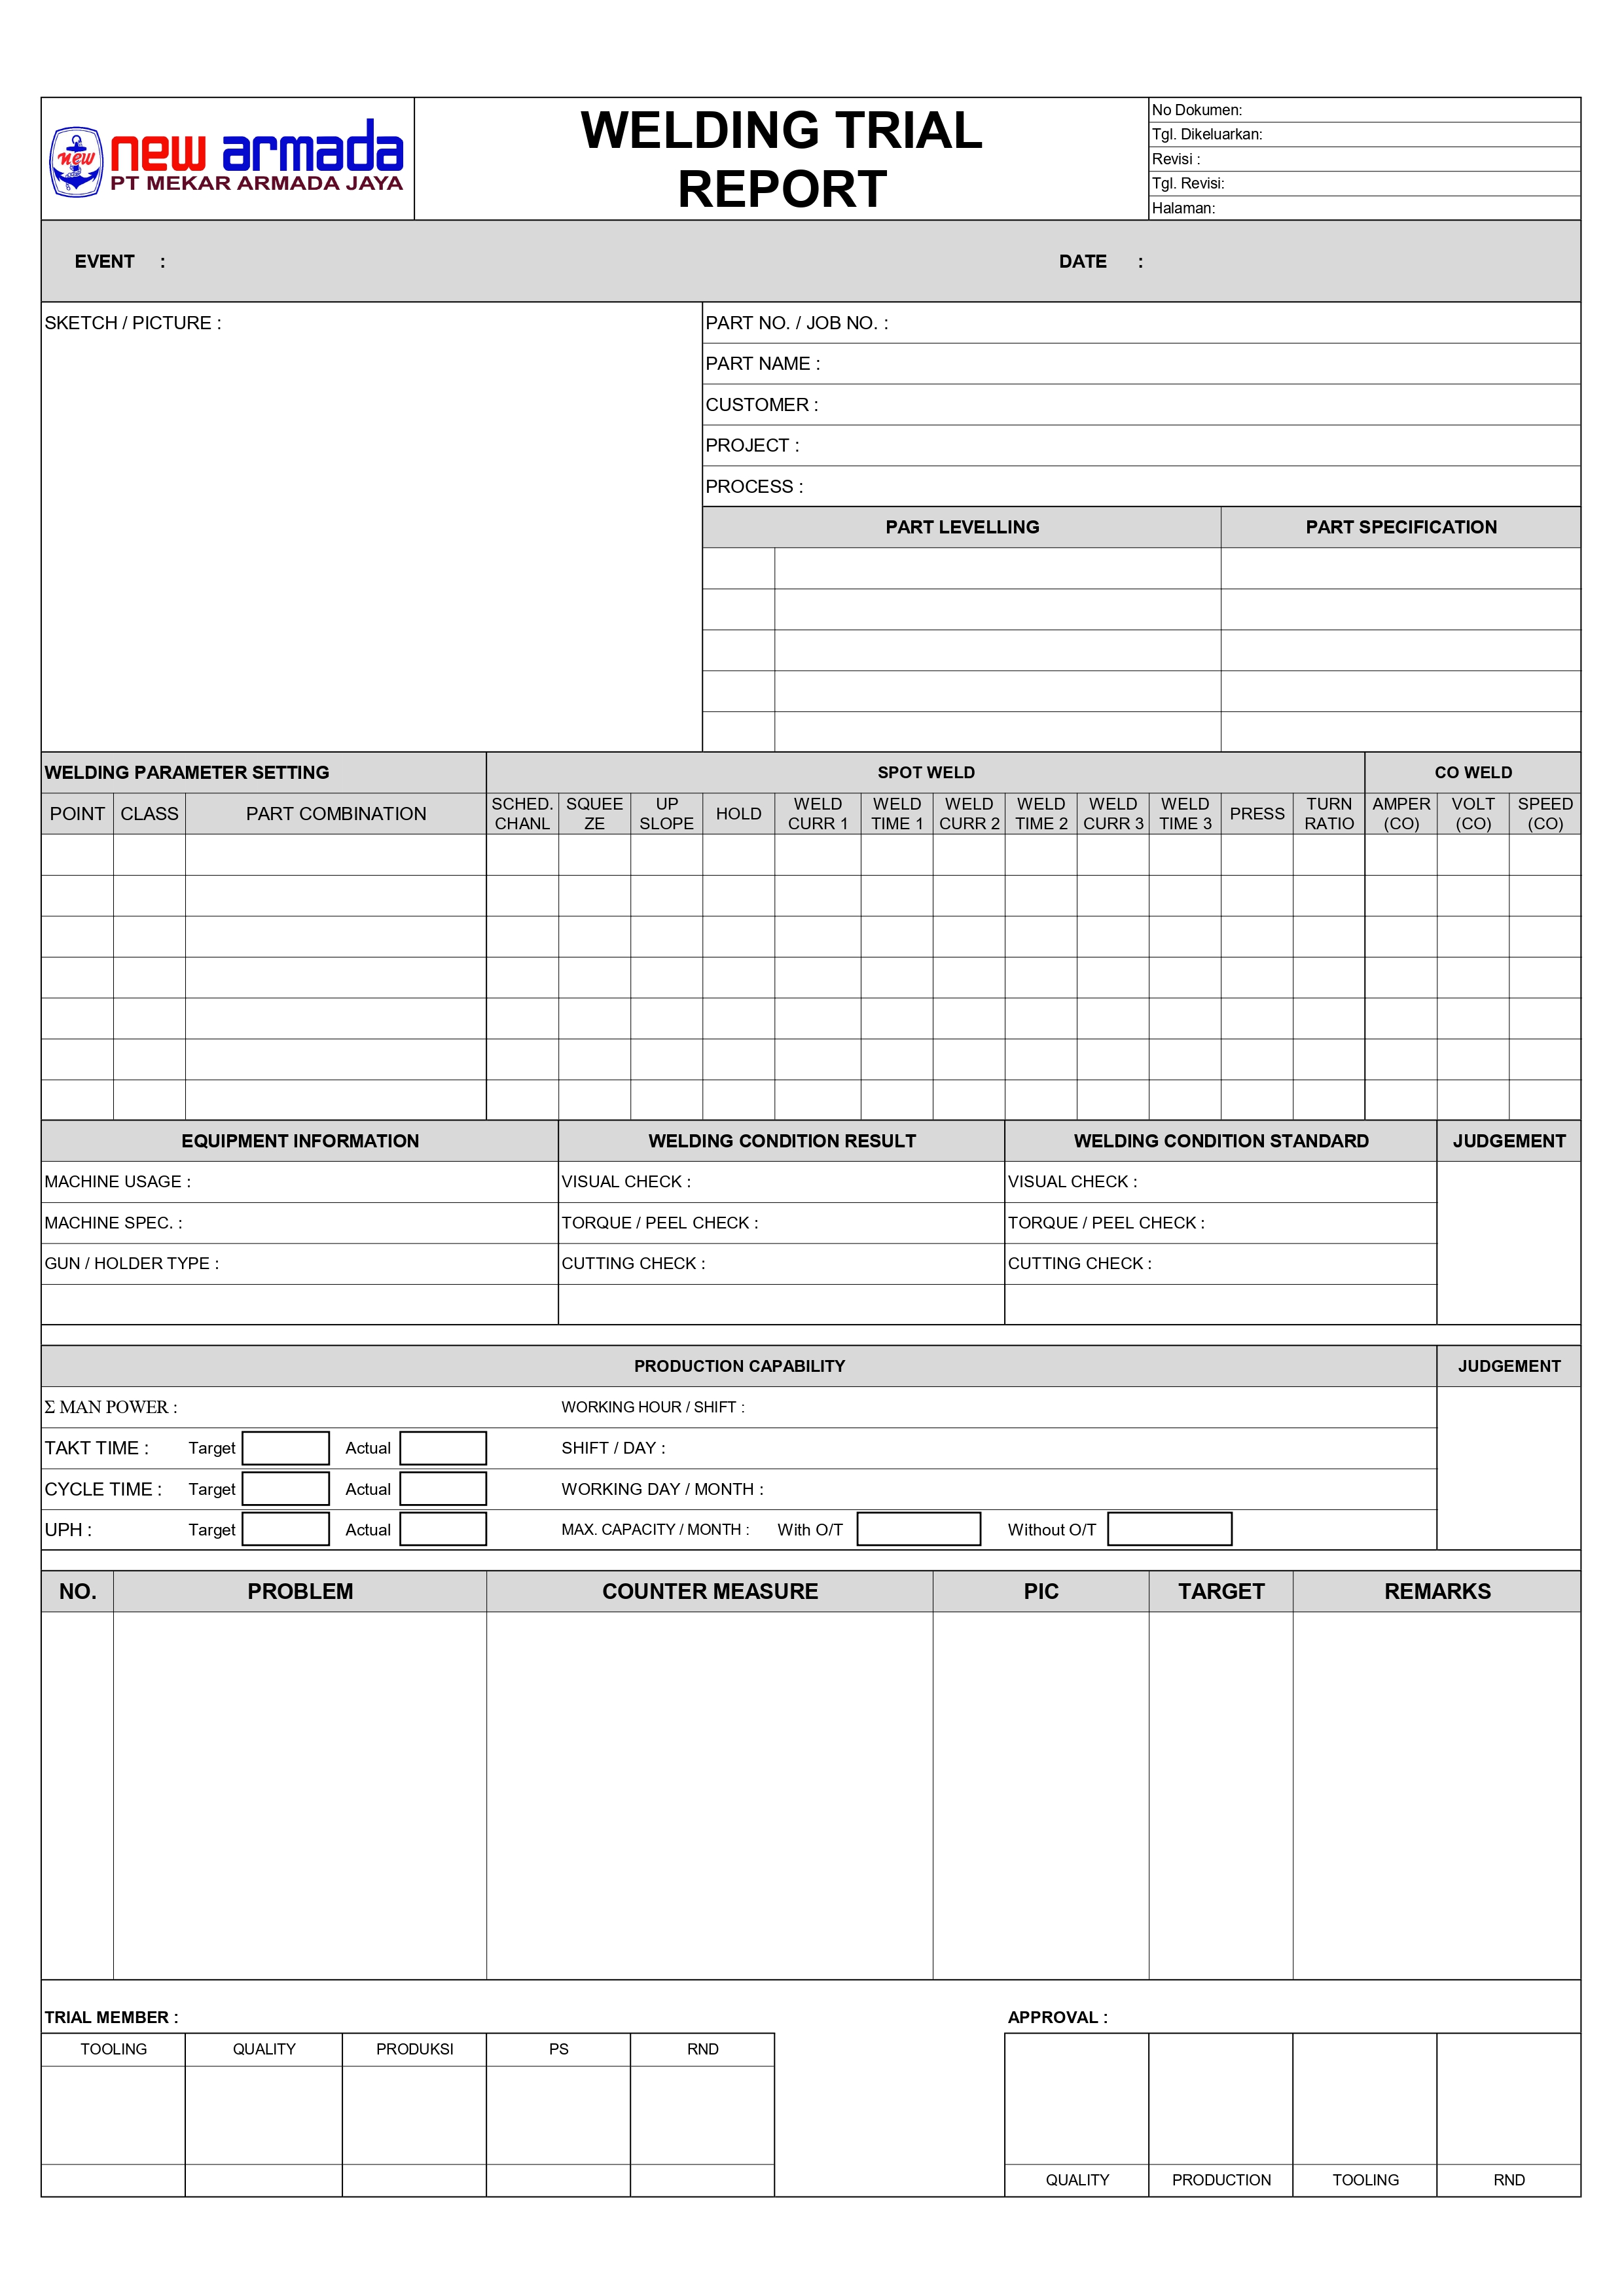 new
new armada
PT MEKAR ARMADA JAYA
WELDING TRIAL
REPORT
No Dokumen:
Tgl. Dikeluarkan:
Revisi :
Tgl. Revisi:
Halaman:
EVENT :
DATE :
SKETCH / PICTURE :
PART NO. / JOB NO. :
PART NAME :
CUSTOMER :
PROJECT :
PROCESS :
PART LEVELLING PART SPECIFICATION
WELDING PARAMETER SETTING SPOT WELD CO WELD
POINT CLASS PART COMBINATION SCHED. CHANL SQUEE ZE UP SLOPE HOLD WELD CURR 1 WELD TIME 1 WELD CURR 2 WELD TIME 2 WELD CURR 3 WELD TIME 3 PRESS TURN RATIO AMPER (CO) VOLT (CO) SPEED (CO)
EQUIPMENT INFORMATION WELDING CONDITION RESULT WELDING CONDITION STANDARD JUDGEMENT
MACHINE USAGE : VISUAL CHECK : VISUAL CHECK :
MACHINE SPEC. : TORQUE / PEEL CHECK : TORQUE / PEEL CHECK :
GUN / HOLDER TYPE : CUTTING CHECK : CUTTING CHECK :
PRODUCTION CAPABILITY JUDGEMENT
Σ MAN POWER : WORKING HOUR / SHIFT :
TAKT TIME : Target Actual SHIFT / DAY :
CYCLE TIME : Target Actual WORKING DAY / MONTH :
UPH : Target Actual MAX. CAPACITY / MONTH : With O/T Without O/T
NO. PROBLEM COUNTER MEASURE PIC TARGET REMARKS
TRIAL MEMBER : APPROVAL :
TOOLING QUALITY PRODUKSI PS RND
QUALITY PRODUCTION TOOLING RND